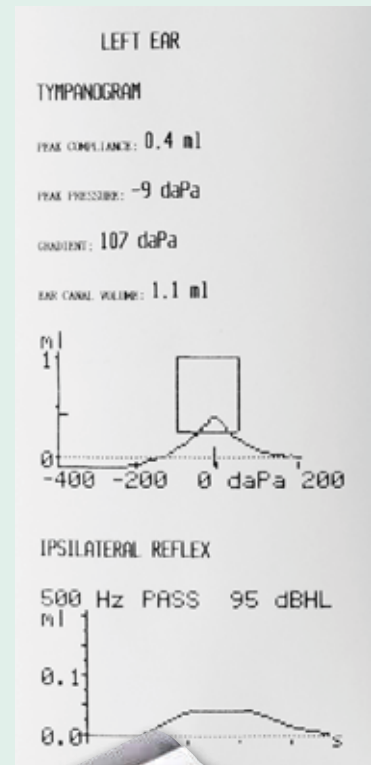 LEFT EAR
TYMPANOGRAM
PEAK COMPLIANCE: 0.4 ml
PEAK PRESSURE: -9 daPa
GRADIENT: 107 daPa
EAR CANAL VOLUME: 1.1 ml
ml
1
0
-400 -200 0 daPa 200
IPSILATERAL REFLEX
500 Hz PASS 95 dBHL
ml
0.1
0.0
s